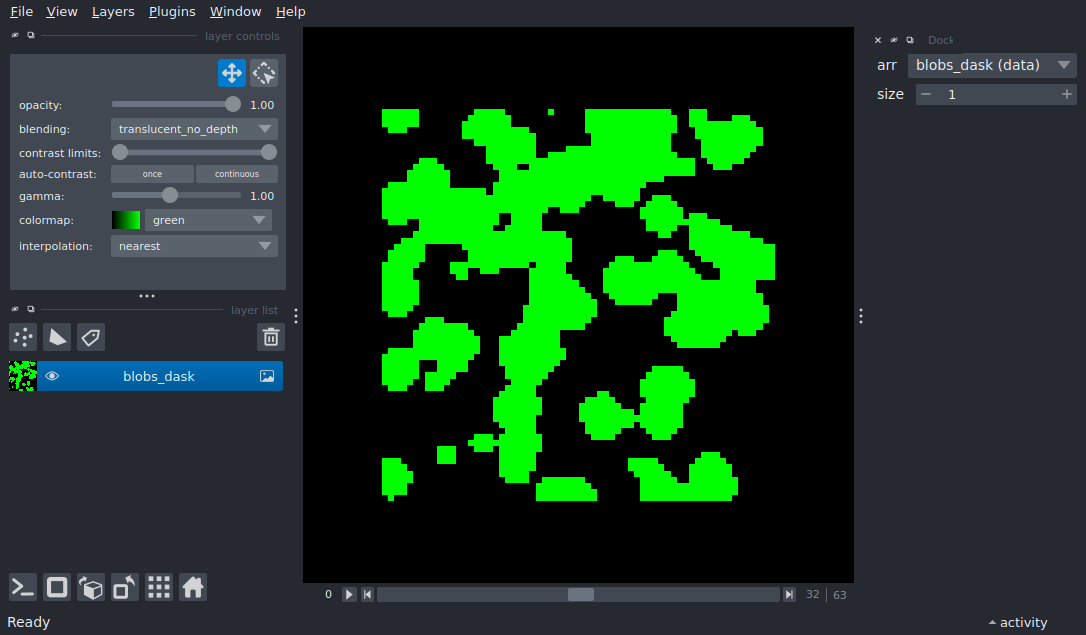 File View Layers Plugins Window Help
layer controls
opacity: 1.00
blending: translucent_no_depth
contrast limits:
auto-contrast: once continuous
gamma: 1.00
colormap: green
interpolation: nearest
layer list
blobs_dask
0 32 63
Ready
Dock
arr blobs_dask (data)
size 1
activity